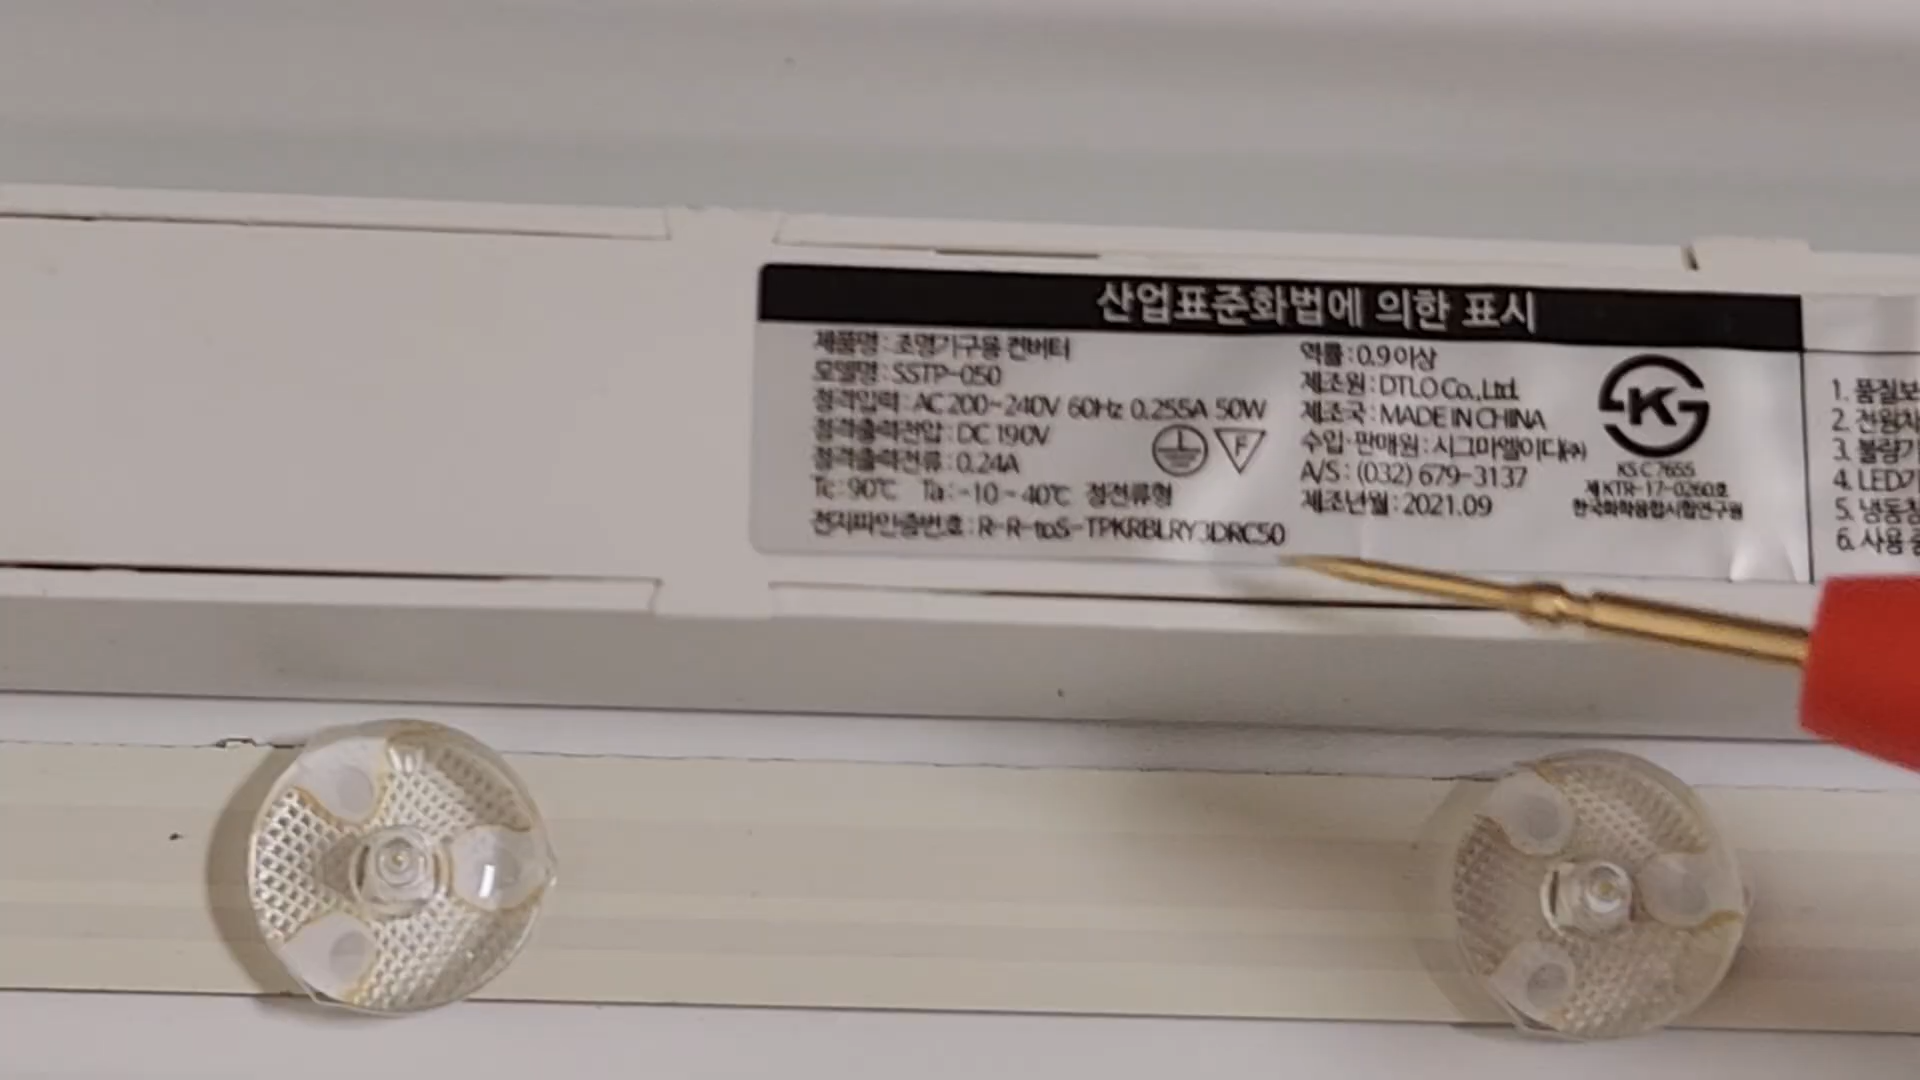 산업표준화법에 의한 표시
제품명 : 조명기구용 컨버터
모델명 : SSTP-050
정격입력 : AC 200~240V 60Hz 0.255A 50W
정격출력전압 : DC 190V
정격출력전류 : 0.24A
Tc : 90℃ Ta : -10~40℃ 정전류형
전자파인증번호 : R-R-toS-TPKRBLRY3DRC50
L
F
역률 : 0.9 이상
제조원 : DTLO Co.,Ltd.
제조국 : MADE IN CHINA
수입·판매원 : 시그마엘이디㈜
A/S : (032) 679-3137
제조년월 : 2021.09
KS C 7655
제 KTR-17-0260호
한국화학융합시험연구원
1. 품질보
2. 전원차
3. 불량기
4. LED기
5. 냉동창
6. 사용 중